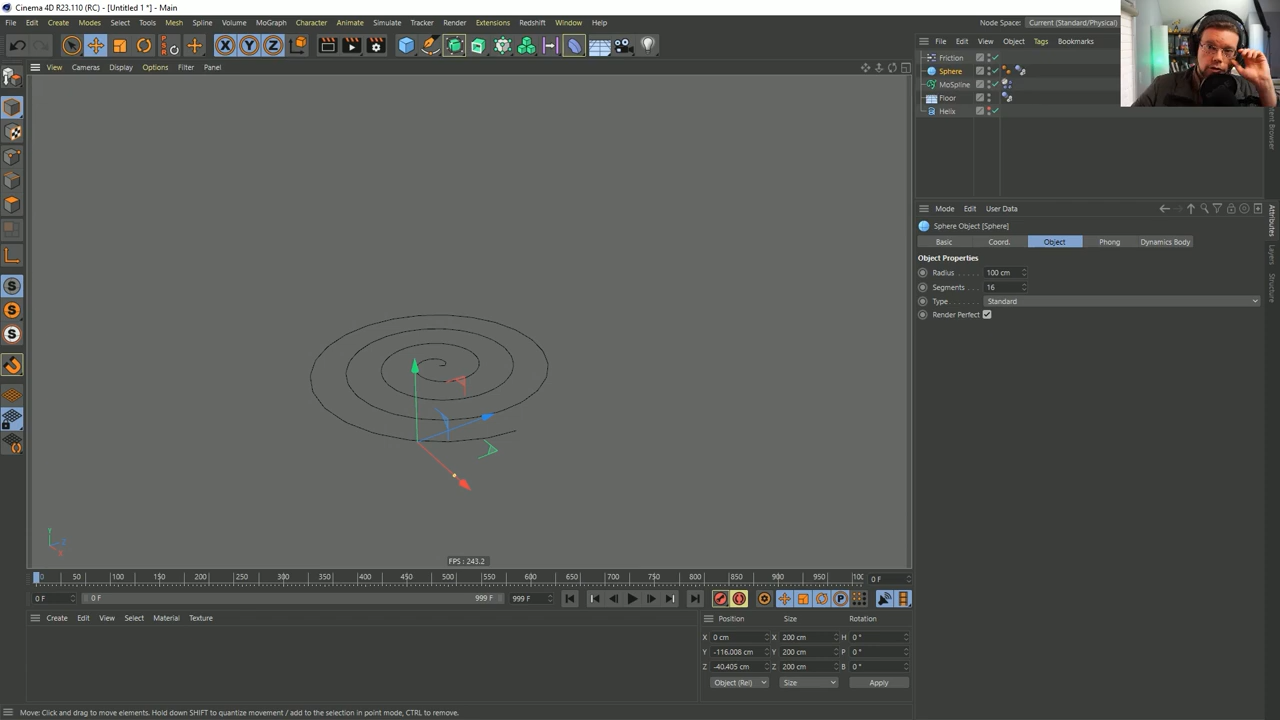 Cinema 4D R23.110 (RC) - [Untitled 1 *] - Main
File Edit Create Modes Select Tools Mesh Spline Volume MoGraph Character Animate Simulate Tracker Render Extensions Redshift Window Help
Node Space: Current (Standard/Physical)
View Cameras Display Options Filter Panel
File Edit View Object Tags Bookmarks
Friction
Sphere
MoSpline
Floor
Helix
Mode Edit User Data
Sphere Object [Sphere]
Basic Coord. Object Phong Dynamics Body
Object Properties
Radius 100 cm
Segments 16
Type Standard
Render Perfect
Attributes
Layers
Structure
Y
Z
X
FPS : 243.2
0 50 100 150 200 250 300 350 400 450 500 550 600 650 700 750 800 850 900 950 100 0 F
0 F 0 F 999 F 999 F
Create Edit View Select Material Texture
Position Size Rotation
X 0 cm X 200 cm H 0 °
Y -116.008 cm Y 200 cm P 0 °
Z -40.405 cm Z 200 cm B 0 °
Object (Rel) Size Apply
Move: Click and drag to move elements. Hold down SHIFT to quantize movement / add to the selection in point mode, CTRL to remove.